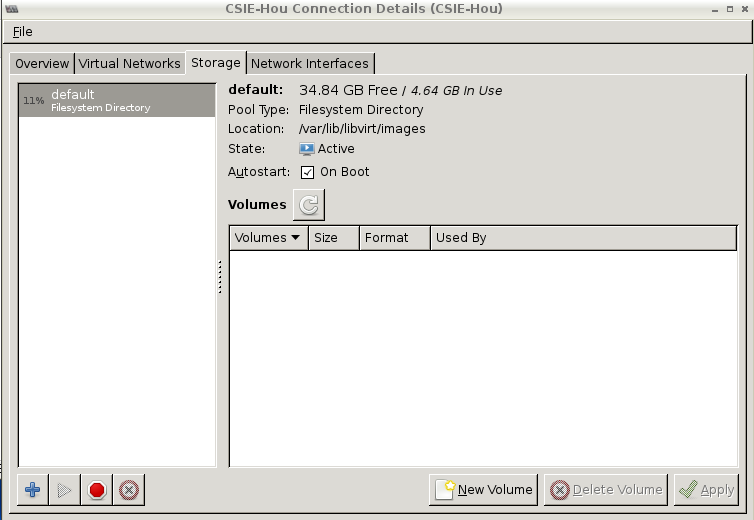 CSIE-Hou Connection Details (CSIE-Hou)
File
Overview Virtual Networks Storage Network Interfaces
11% default
Filesystem Directory
default: 34.84 GB Free / 4.64 GB In Use
Pool Type: Filesystem Directory
Location: /var/lib/libvirt/images
State: Active
Autostart: On Boot
Volumes
Volumes Size Format Used By
New Volume Delete Volume Apply